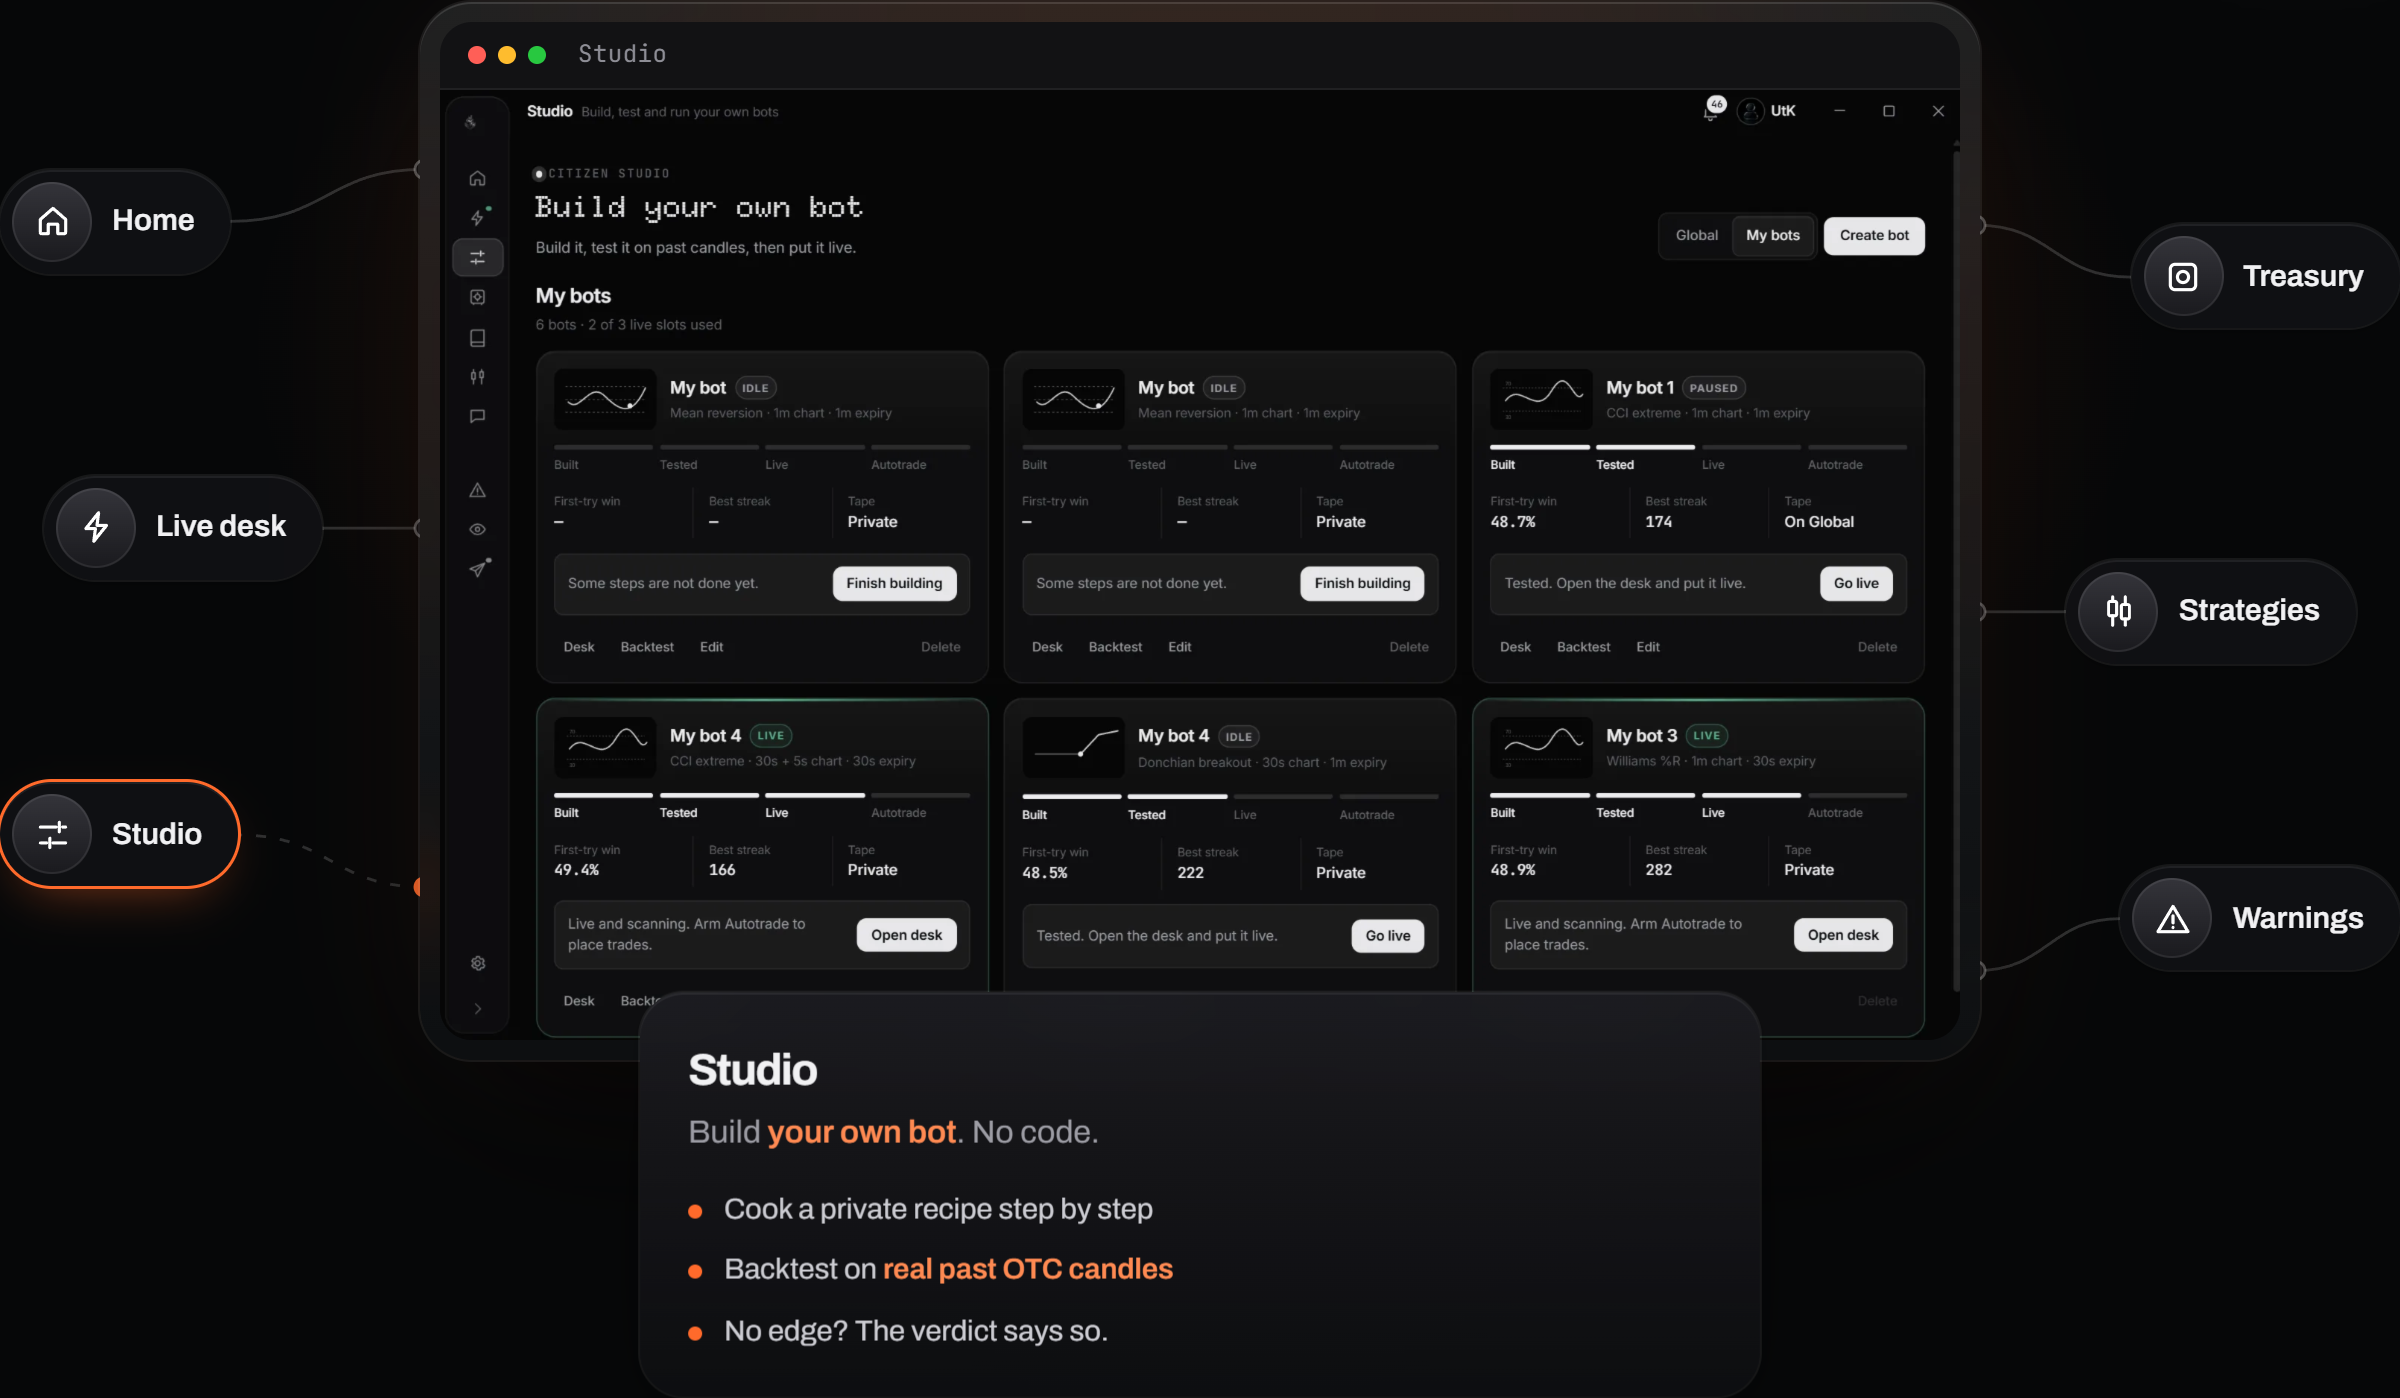 Studio
Studio Build, test and run your own bots
46
UtK
CITIZEN STUDIO
Build your own bot
Build it, test it on past candles, then put it live.
Global My bots Create bot
My bots
6 bots · 2 of 3 live slots used
My bot IDLE
Mean reversion · 1m chart · 1m expiry
Built Tested Live Autotrade
First-try win Best streak Tape
– – Private
Some steps are not done yet. Finish building
Desk Backtest Edit Delete
My bot IDLE
Mean reversion · 1m chart · 1m expiry
Built Tested Live Autotrade
First-try win Best streak Tape
– – Private
Some steps are not done yet. Finish building
Desk Backtest Edit Delete
My bot 1 PAUSED
CCI extreme · 1m chart · 1m expiry
Built Tested Live Autotrade
First-try win Best streak Tape
48.7% 174 On Global
Tested. Open the desk and put it live. Go live
Desk Backtest Edit Delete
My bot 4 LIVE
CCI extreme · 30s + 5s chart · 30s expiry
Built Tested Live Autotrade
First-try win Best streak Tape
49.4% 166 Private
Live and scanning. Arm Autotrade to
place trades.
Open desk
Desk Backt
My bot 4 IDLE
Donchian breakout · 30s chart · 1m expiry
Built Tested Live Autotrade
First-try win Best streak Tape
48.5% 222 Private
Tested. Open the desk and put it live. Go live
My bot 3 LIVE
Williams %R · 1m chart · 30s expiry
Built Tested Live Autotrade
First-try win Best streak Tape
48.9% 282 Private
Live and scanning. Arm Autotrade to
place trades.
Open desk
Delete
Home
Live desk
Studio
Treasury
Strategies
Warnings
Studio
Build your own bot. No code.
Cook a private recipe step by step
Backtest on real past OTC candles
No edge? The verdict says so.